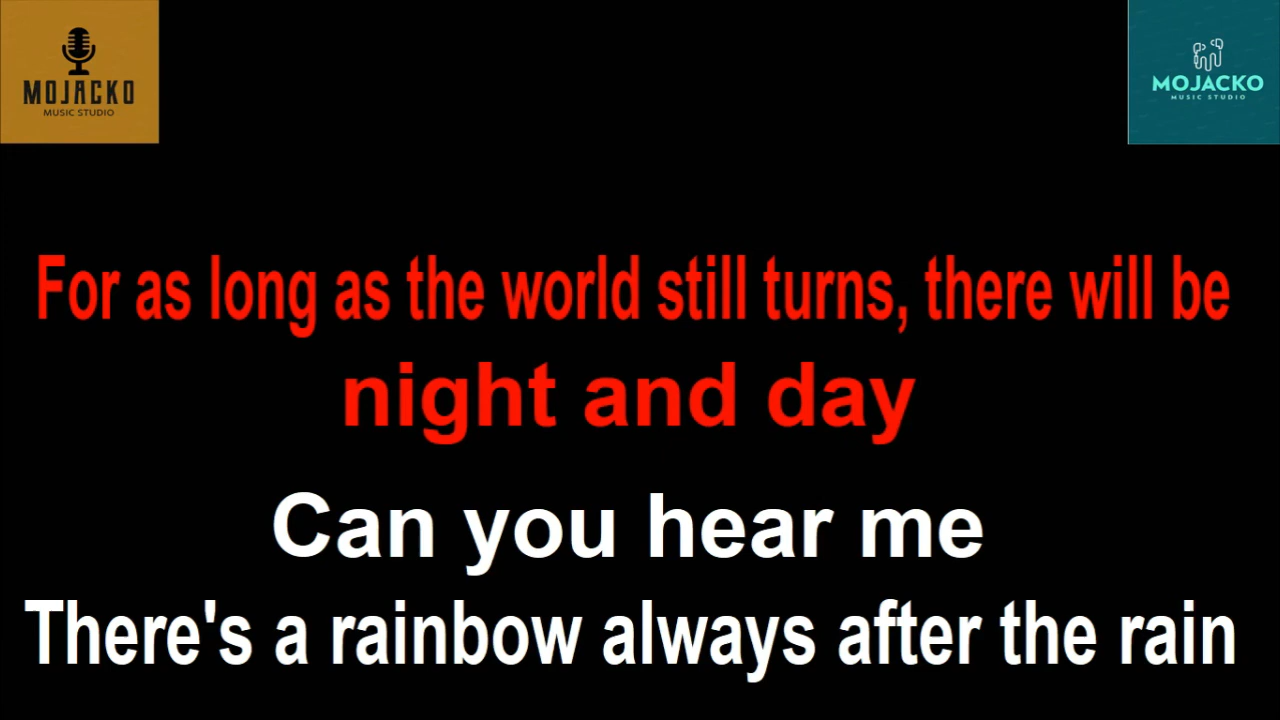 MOJACKO
MUSIC STUDIO
MOJACKO
MUSIC STUDIO
For as long as the world still turns, there will be
night and day
Can you hear me
There's a rainbow always after the rain